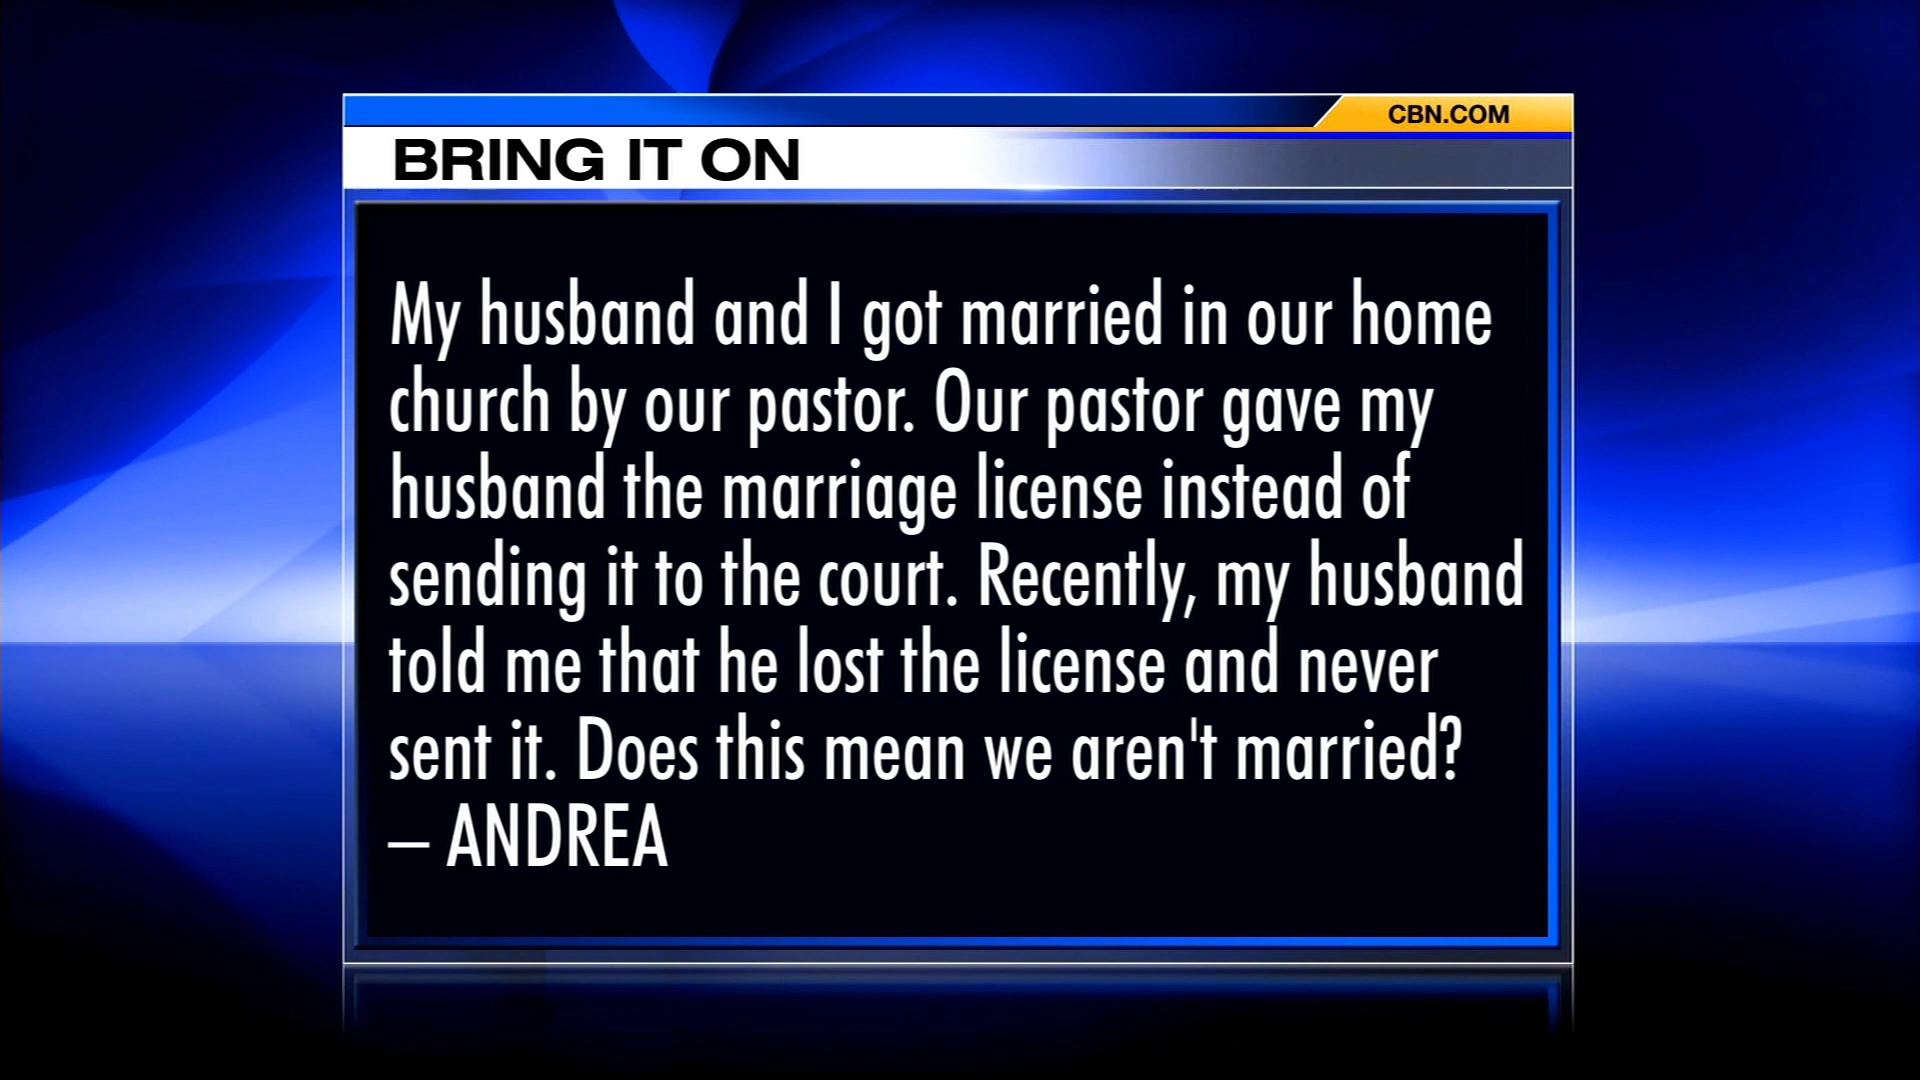 CBN.COM
BRING IT ON
My husband and I got married in our home
church by our pastor. Our pastor gave my
husband the marriage license instead of
sending it to the court. Recently, my husband
told me that he lost the license and never
sent it. Does this mean we aren't married?
– ANDREA